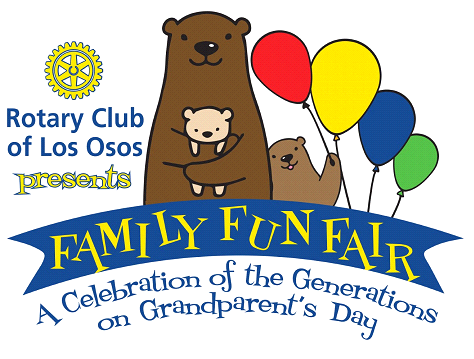 Rotary Club
of Los Osos
presents
FAMILY FUN FAIR
A Celebration of the Generations
on Grandparent's Day